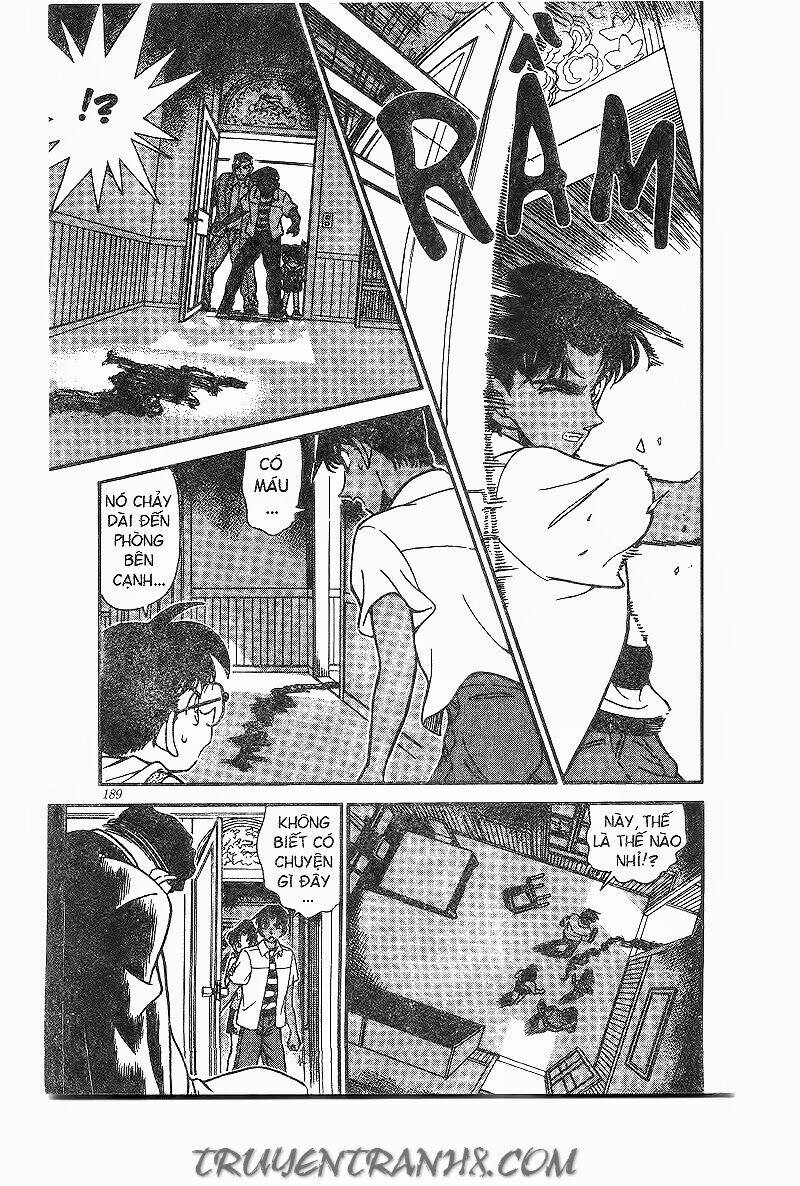 !?
RẦM
CÓ
MÁU
...
NÓ CHẢY
DÀI ĐẾN
PHÒNG
BÊN
CẠNH...
189
KHÔNG
BIẾT CÓ
CHUYỆN
GÌ ĐÂY
...
NÀY, THẾ
LÀ THẾ NÀO
NHỈ!?
TRUYENTRANH8.COM